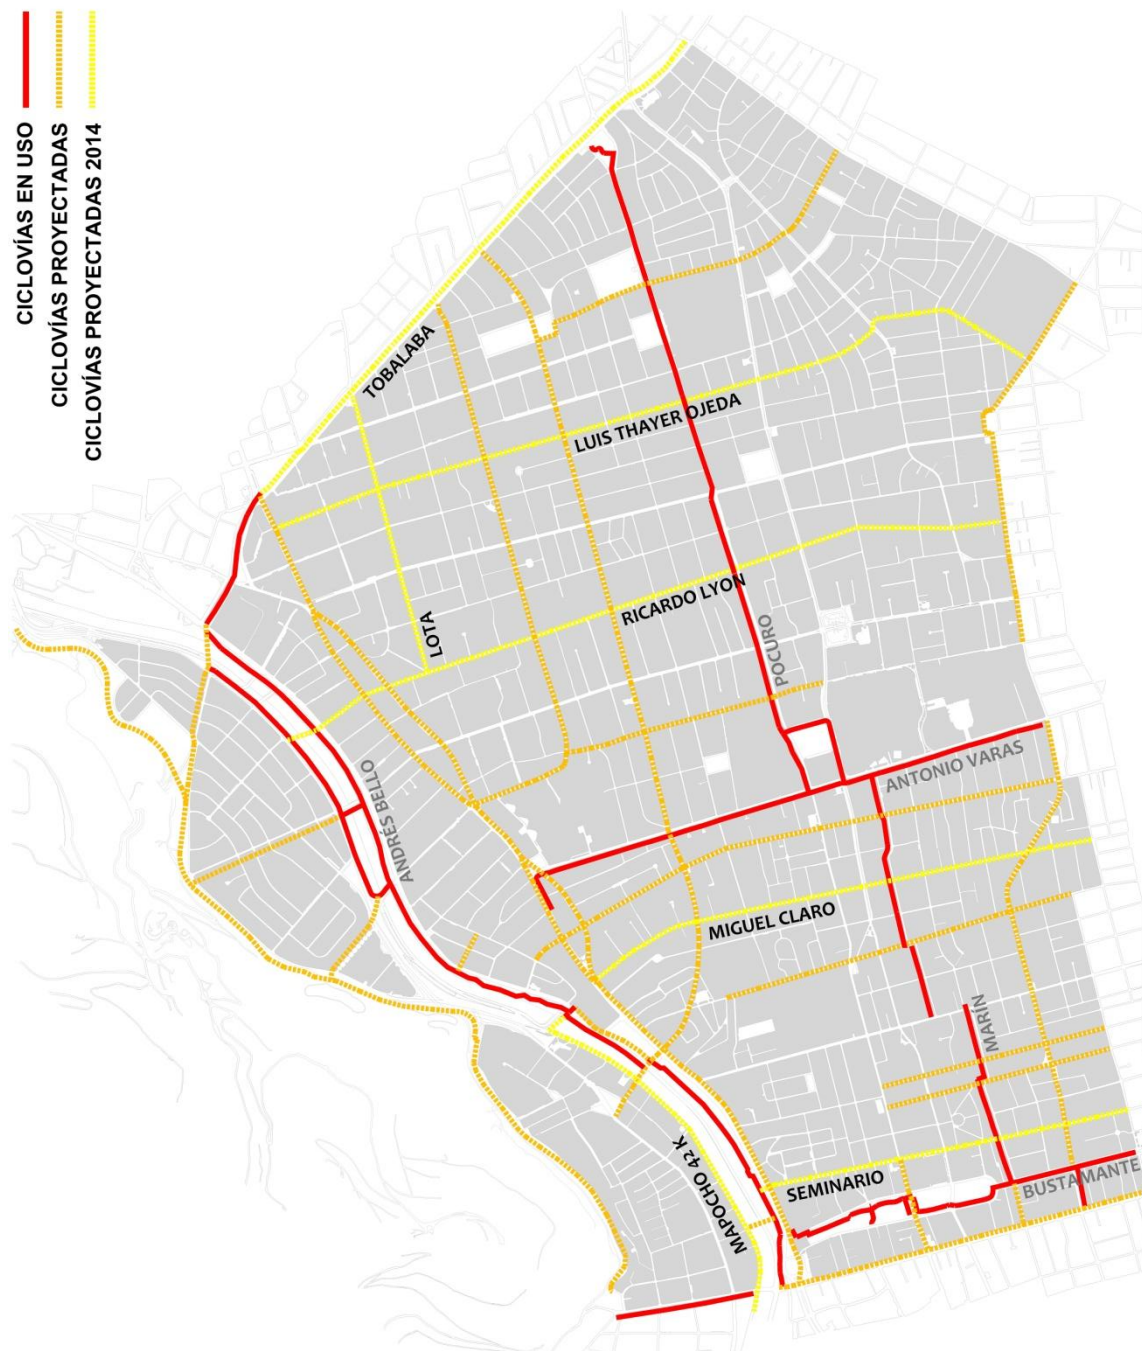 CICLOVÍAS EN USO
CICLOVÍAS PROYECTADAS
CICLOVÍAS PROYECTADAS 2014
TOBALABA
LUIS THAYER OJEDA
LOTA
RICARDO LYON
POCURO
ANDRÉS BELLO
ANTONIO VARAS
MIGUEL CLARO
MARÍN
MAPOCHO 42 K
SEMINARIO
BUSTAMANTE